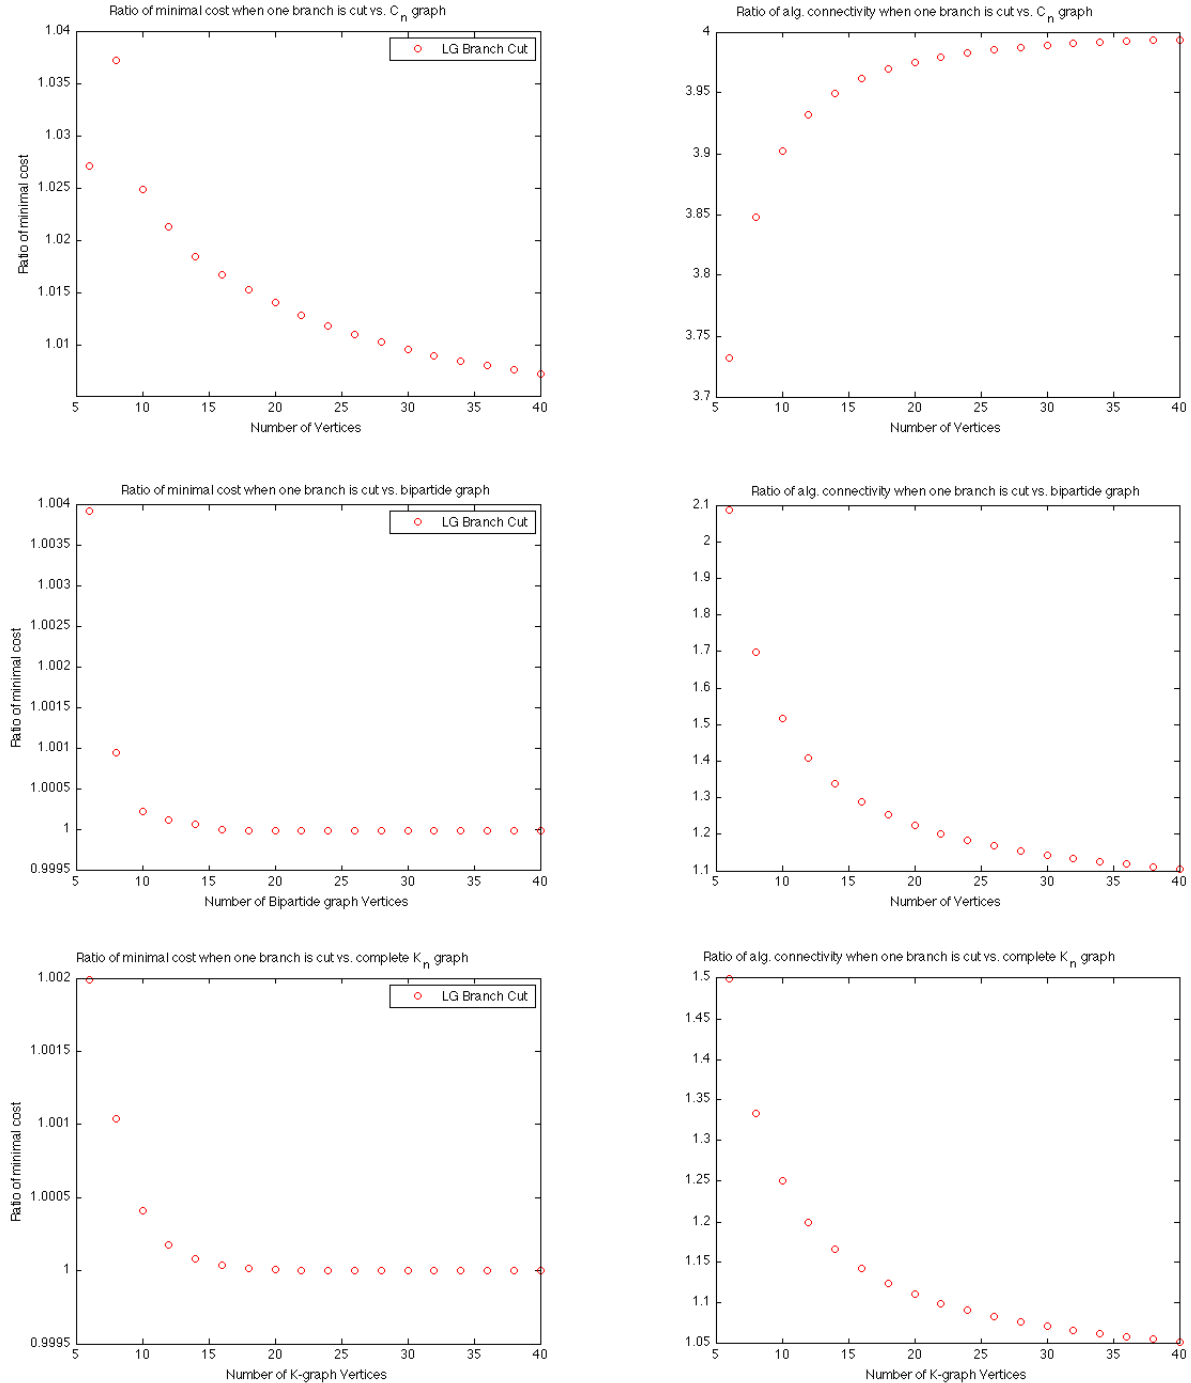 Ratio of minimal cost when one branch is cut vs. C_n graph
1.04
1.035
1.03
1.025
1.02
1.015
1.01
Ratio of minimal cost
LG Branch Cut
5 10 15 20 25 30 35 40
Number of Vertices
Ratio of alg. connectivity when one branch is cut vs. C_n graph
4
3.95
3.9
3.85
3.8
3.75
3.7
5 10 15 20 25 30 35 40
Number of Vertices
Ratio of minimal cost when one branch is cut vs. bipartide graph
1.004
1.0035
1.003
1.0025
1.002
1.0015
1.001
1.0005
1
0.9995
Ratio of minimal cost
LG Branch Cut
5 10 15 20 25 30 35 40
Number of Bipartide graph Vertices
Ratio of alg. connectivity when one branch is cut vs. bipartide graph
2.1
2
1.9
1.8
1.7
1.6
1.5
1.4
1.3
1.2
1.1
5 10 15 20 25 30 35 40
Number of Vertices
Ratio of minimal cost when one branch is cut vs. complete K_n graph
1.002
1.0015
1.001
1.0005
1
0.9995
Ratio of minimal cost
LG Branch Cut
5 10 15 20 25 30 35 40
Number of K-graph Vertices
Ratio of alg. connectivity when one branch is cut vs. complete K_n graph
1.5
1.45
1.4
1.35
1.3
1.25
1.2
1.15
1.1
1.05
5 10 15 20 25 30 35 40
Number of K-graph Vertices